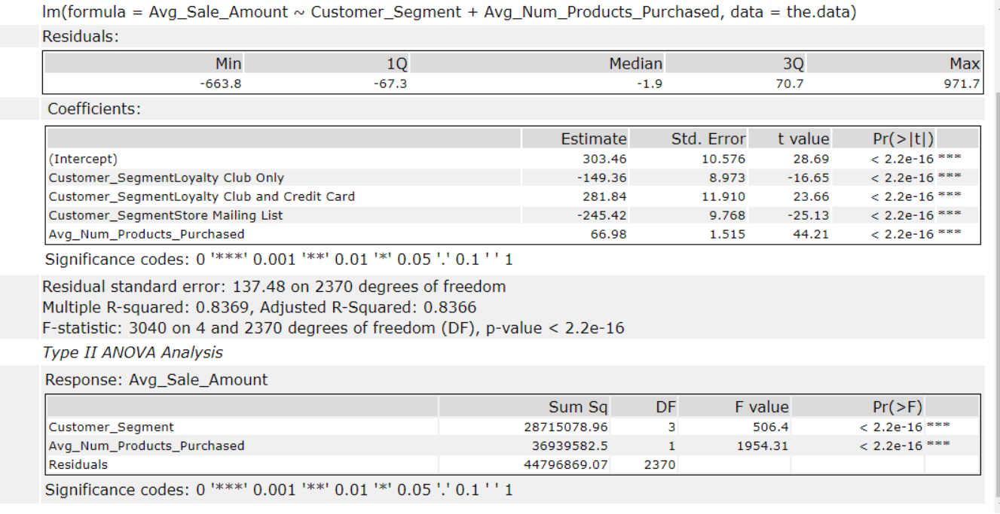 lm(formula = Avg_Sale_Amount ~ Customer_Segment + Avg_Num_Products_Purchased, data = the.data)
Residuals:
Min 1Q Median 3Q Max
-663.8 -67.3 -1.9 70.7 971.7
Coefficients:
Estimate Std. Error t value Pr(>|t|)
(Intercept) 303.46 10.576 28.69 < 2.2e-16 ***
Customer_SegmentLoyalty Club Only -149.36 8.973 -16.65 < 2.2e-16 ***
Customer_SegmentLoyalty Club and Credit Card 281.84 11.910 23.66 < 2.2e-16 ***
Customer_SegmentStore Mailing List -245.42 9.768 -25.13 < 2.2e-16 ***
Avg_Num_Products_Purchased 66.98 1.515 44.21 < 2.2e-16 ***
Significance codes: 0 '***' 0.001 '**' 0.01 '*' 0.05 '.' 0.1 ' ' 1
Residual standard error: 137.48 on 2370 degrees of freedom
Multiple R-squared: 0.8369, Adjusted R-Squared: 0.8366
F-statistic: 3040 on 4 and 2370 degrees of freedom (DF), p-value < 2.2e-16
Type II ANOVA Analysis
Response: Avg_Sale_Amount
Sum Sq DF F value Pr(>F)
Customer_Segment 28715078.96 3 506.4 < 2.2e-16 ***
Avg_Num_Products_Purchased 36939582.5 1 1954.31 < 2.2e-16 ***
Residuals 44796869.07 2370
Significance codes: 0 '***' 0.001 '**' 0.01 '*' 0.05 '.' 0.1 ' ' 1